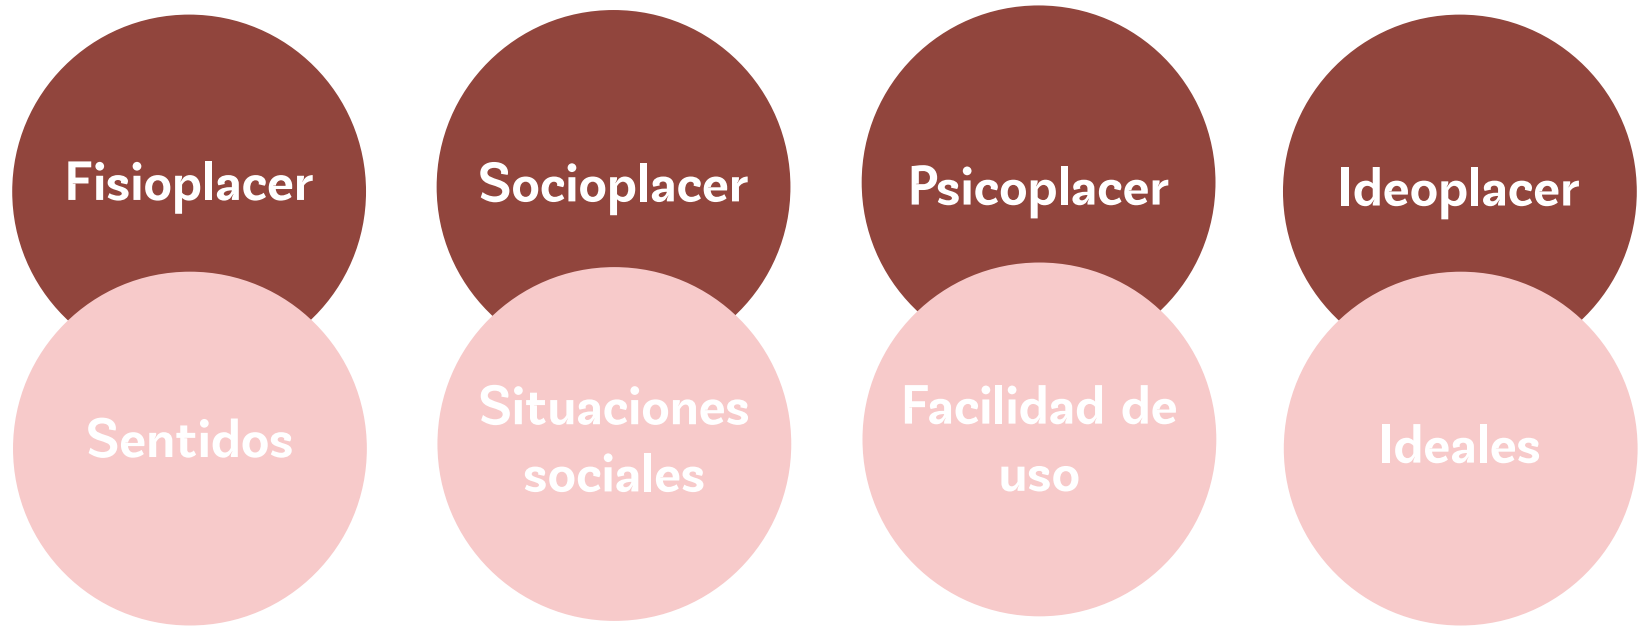 Fisioplacer
Socioplacer
Psicoplacer
Ideoplacer
Sentidos
Situaciones
sociales
Facilidad de
uso
Ideales